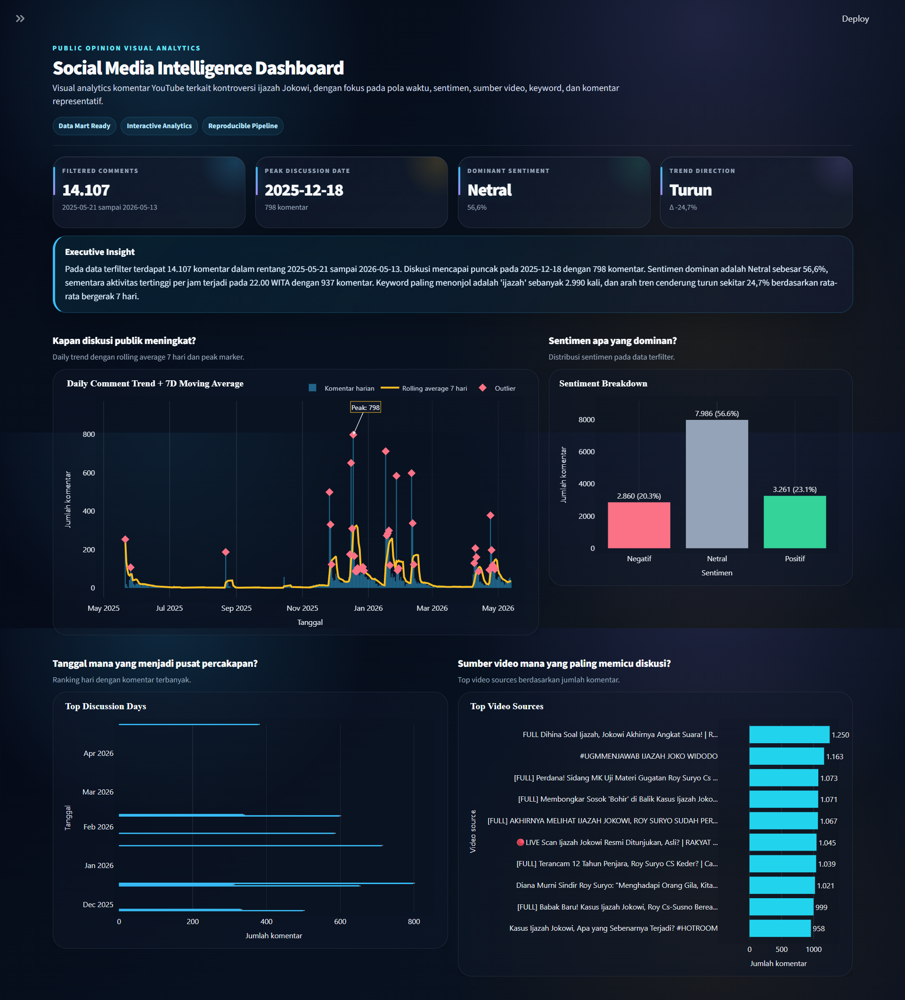 Deploy
PUBLIC OPINION VISUAL ANALYTICS
Social Media Intelligence Dashboard
Visual analytics komentar YouTube terkait kontroversi ijazah Jokowi, dengan fokus pada pola waktu, sentimen, sumber video, keyword, dan komentar
representatif.
Data Mart Ready
Interactive Analytics
Reproducible Pipeline
FILTERED COMMENTS
14.107
2025-05-21 sampai 2026-05-13
PEAK DISCUSSION DATE
2025-12-18
798 komentar
DOMINANT SENTIMENT
Netral
56,6%
TREND DIRECTION
Turun
Δ -24,7%
Executive Insight
Pada data terfilter terdapat 14.107 komentar dalam rentang 2025-05-21 sampai 2026-05-13. Diskusi mencapai puncak pada 2025-12-18 dengan 798 komentar. Sentimen dominan adalah Netral sebesar 56,6%,
sementara aktivitas tertinggi per jam terjadi pada 22.00 WITA dengan 937 komentar. Keyword paling menonjol adalah 'ijazah' sebanyak 2.990 kali, dan arah tren cenderung turun sekitar 24,7% berdasarkan rata-
rata bergerak 7 hari.
Kapan diskusi publik meningkat?
Daily trend dengan rolling average 7 hari dan peak marker.
Daily Comment Trend + 7D Moving Average
Komentar harian
Rolling average 7 hari
Outlier
Peak: 798
Jumlah komentar
800
600
400
200
0
May 2025
Jul 2025
Sep 2025
Nov 2025
Jan 2026
Mar 2026
May 2026
Tanggal
Sentimen apa yang dominan?
Distribusi sentimen pada data terfilter.
Sentiment Breakdown
Jumlah komentar
8000
6000
4000
2000
0
2.860 (20.3%)
7.986 (56.6%)
3.261 (23.1%)
Negatif
Netral
Positif
Sentimen
Tanggal mana yang menjadi pusat percakapan?
Ranking hari dengan komentar terbanyak.
Top Discussion Days
Tanggal
Apr 2026
Mar 2026
Feb 2026
Jan 2026
Dec 2025
0
200
400
600
800
Jumlah komentar
Sumber video mana yang paling memicu diskusi?
Top video sources berdasarkan jumlah komentar.
Top Video Sources
Video source
FULL Dihina Soal Ijazah, Jokowi Akhirnya Angkat Suara! | R... 1.250
#UGMMENJAWAB IJAZAH JOKO WIDODO 1.163
[FULL] Perdana! Sidang MK Uji Materi Gugatan Roy Suryo Cs ... 1.073
[FULL] Membongkar Sosok 'Bohir' di Balik Kasus Ijazah Joko... 1.071
[FULL] AKHIRNYA MELIHAT IJAZAH JOKOWI, ROY SURYO SUDAH PER... 1.067
🔴 LIVE Scan Ijazah Jokowi Resmi Ditunjukan, Asli? | RAKYAT ... 1.045
[FULL] Terancam 12 Tahun Penjara, Roy Suryo CS Keder? | Ca... 1.039
Diana Murni Sindir Roy Suryo: “Menghadapi Orang Gila, Kita... 1.021
[FULL] Babak Baru! Kasus Ijazah Jokowi, Roy Cs-Susno Berea... 999
Kasus Ijazah Jokowi, Apa yang Sebenarnya Terjadi? #HOTROOM 958
0
500
1000
Jumlah komentar